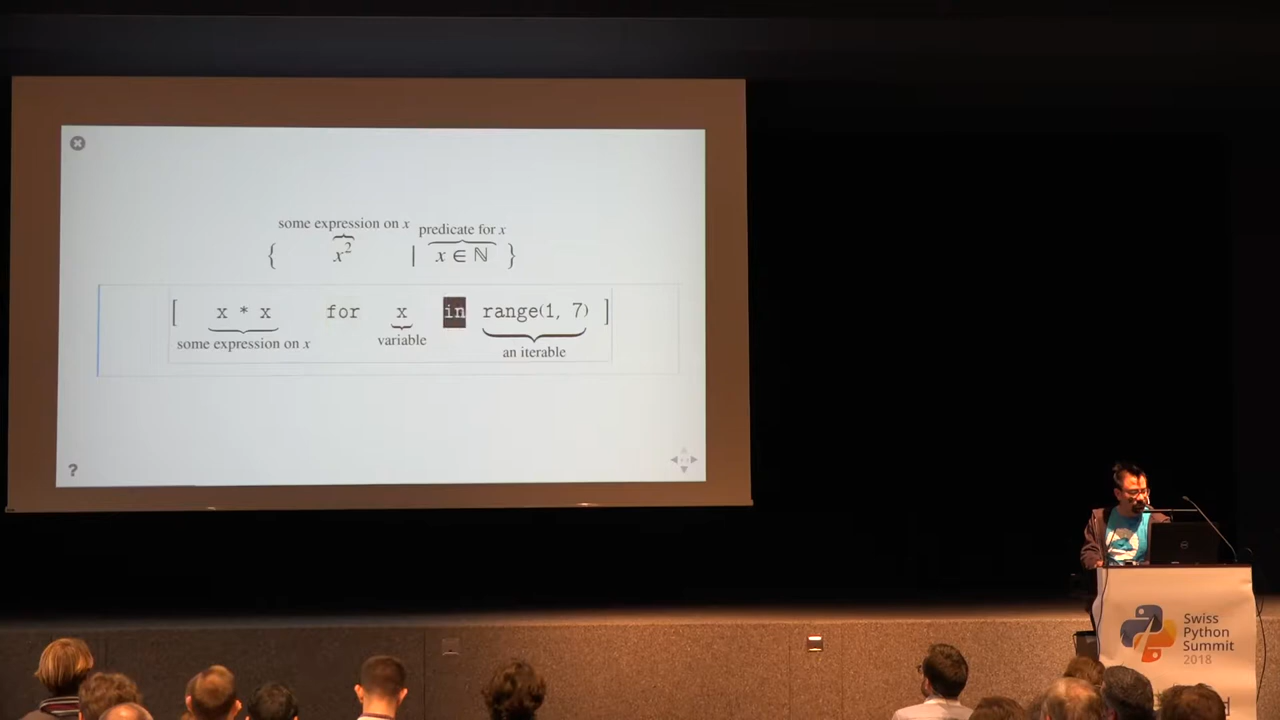 some expression on x predicate for x
{ x² | x ∈ ℕ }
[ x * x for x in range(1, 7) ]
some expression on x variable an iterable
?
Swiss
Python
Summit
2018